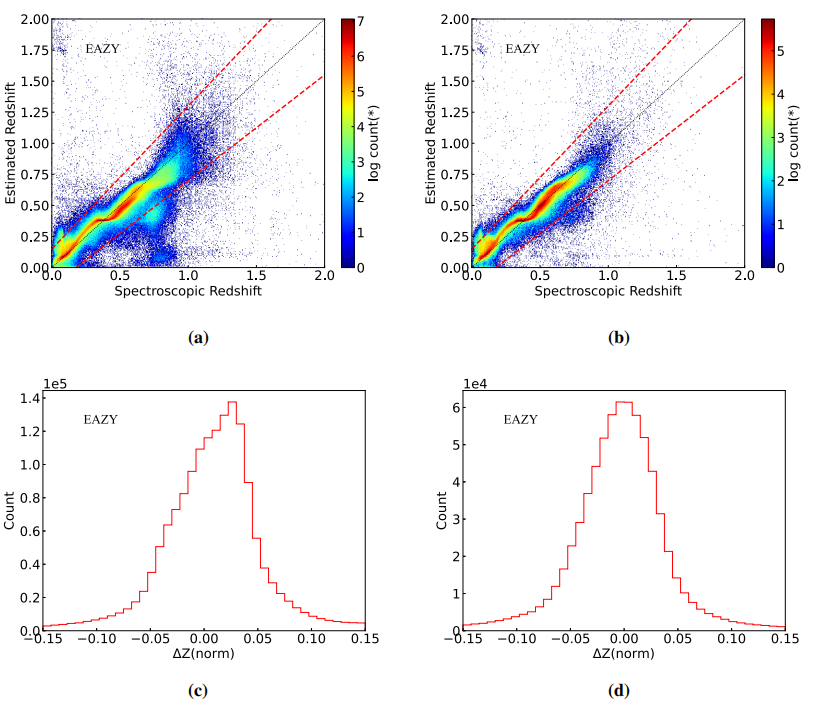 2.00
1.75
1.50
1.25
1.00
0.75
0.50
0.25
0.00
0.0 0.5 1.0 1.5 2.0
Estimated Redshift
Spectroscopic Redshift
EAZY
7
6
5
4
3
2
1
0
log count(*)
(a)
2.00
1.75
1.50
1.25
1.00
0.75
0.50
0.25
0.00
0.0 0.5 1.0 1.5 2.0
Estimated Redshift
Spectroscopic Redshift
EAZY
5
4
3
2
1
0
log count(*)
(b)
1e5
1.4
1.2
1.0
0.8
0.6
0.4
0.2
0.0
−0.15 −0.10 −0.05 0.00 0.05 0.10 0.15
Count
ΔZ(norm)
EAZY
(c)
1e4
6
5
4
3
2
1
0
−0.15 −0.10 −0.05 0.00 0.05 0.10 0.15
Count
ΔZ(norm)
EAZY
(d)